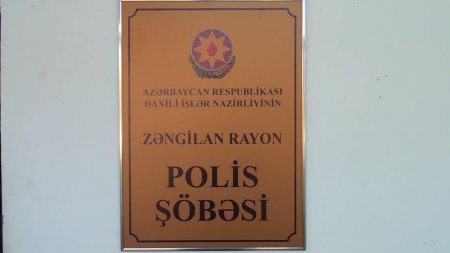 AZƏRBAYCAN RESPUBLİKASI
DAXİLİ İŞLƏR NAZİRLİYİNİN
ZƏNGİLAN RAYON
POLİS
ŞÖBƏSİ